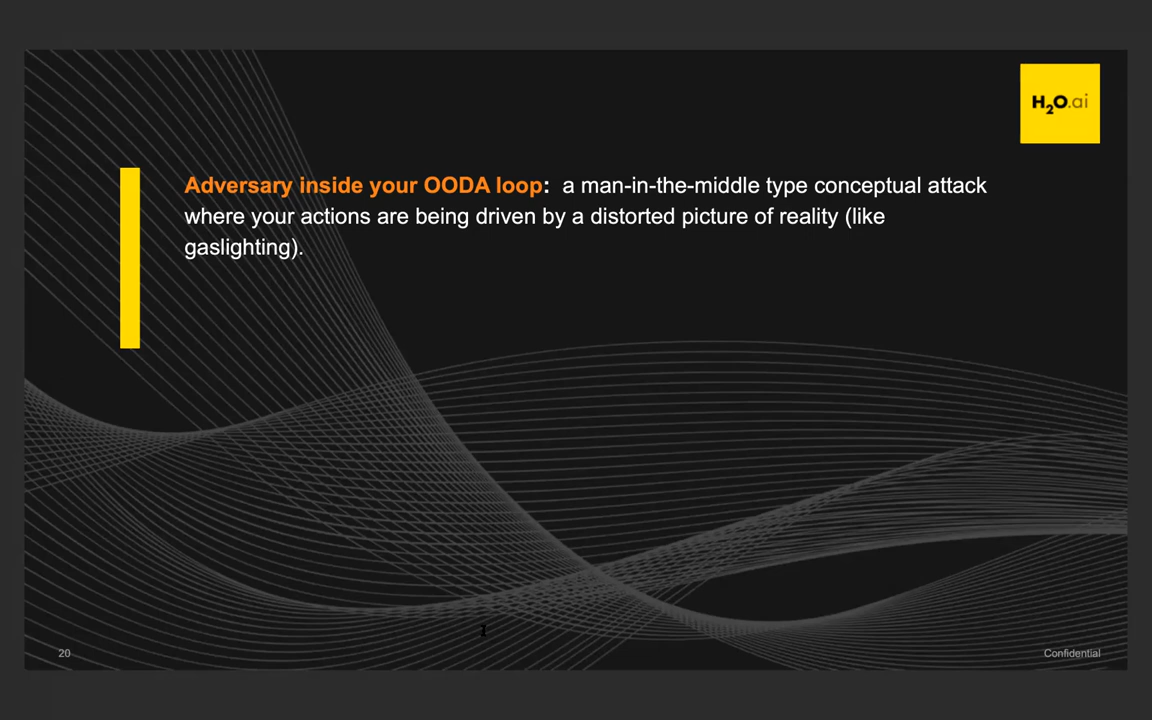 H2O.ai
Adversary inside your OODA loop: a man-in-the-middle type conceptual attack
where your actions are being driven by a distorted picture of reality (like
gaslighting).
1
20
Confidential